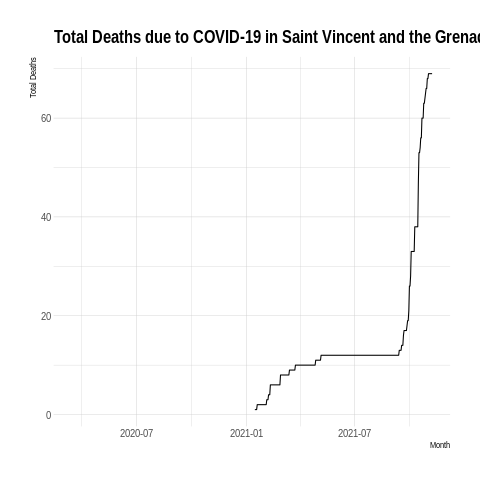 Total Deaths due to COVID-19 in Saint Vincent and the Grenad
Total Deaths
60
40
20
0
2020-07
2021-01
2021-07
Month